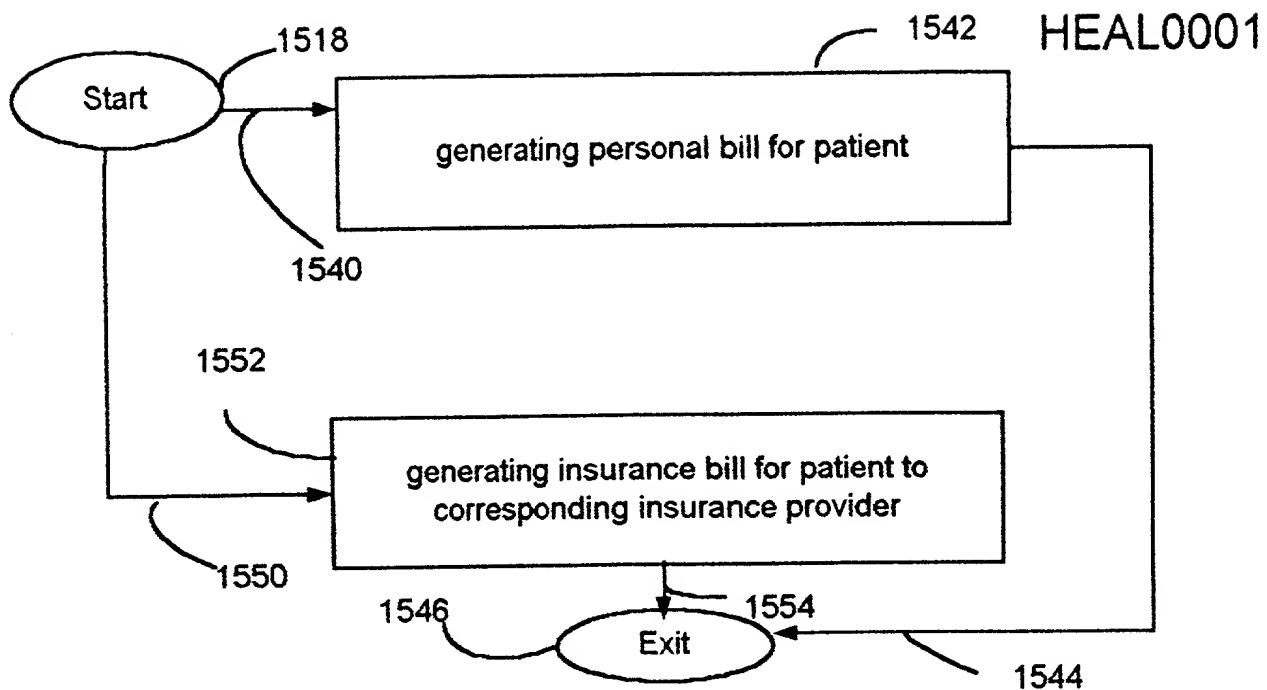 HEAL0001
1518
1542
Start
generating personal bill for patient
1540
1552
generating insurance bill for patient to
corresponding insurance provider
1550
1546
1554
Exit
1544